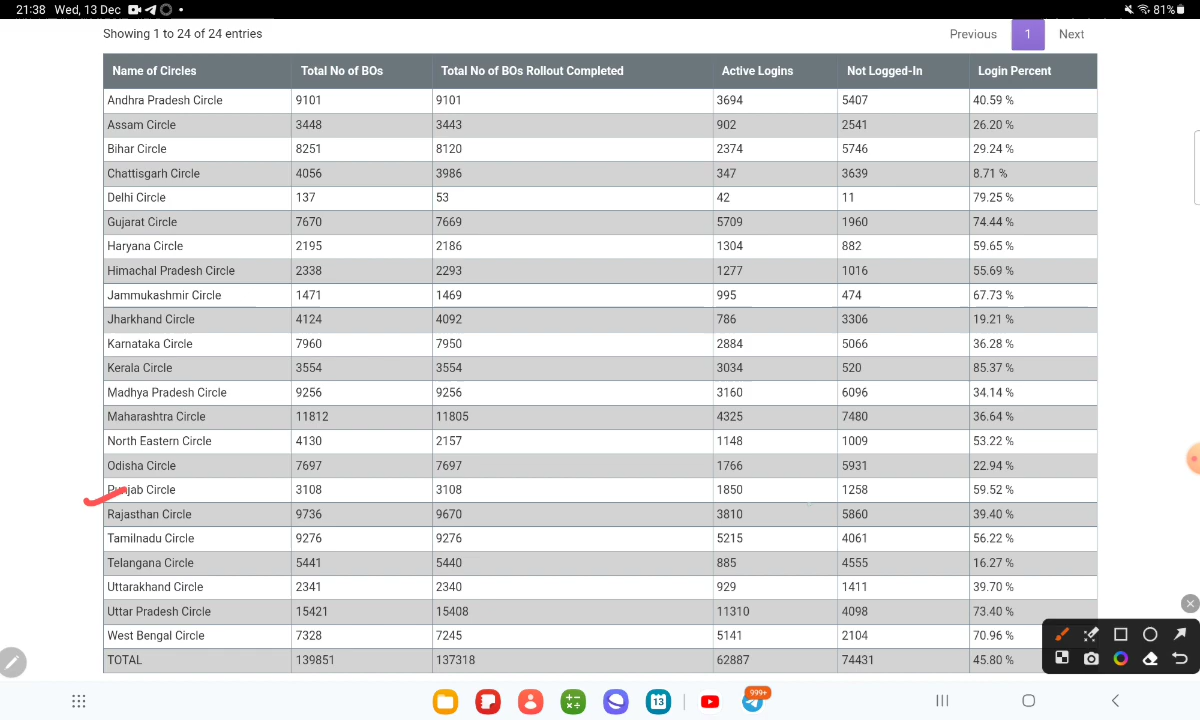 21:38 Wed, 13 Dec 81%
Showing 1 to 24 of 24 entries Previous 1 Next
Name of Circles Total No of BOs Total No of BOs Rollout Completed Active Logins Not Logged-In Login Percent
Andhra Pradesh Circle 9101 9101 3694 5407 40.59 %
Assam Circle 3448 3443 902 2541 26.20 %
Bihar Circle 8251 8120 2374 5746 29.24 %
Chattisgarh Circle 4056 3986 347 3639 8.71 %
Delhi Circle 137 53 42 11 79.25 %
Gujarat Circle 7670 7669 5709 1960 74.44 %
Haryana Circle 2195 2186 1304 882 59.65 %
Himachal Pradesh Circle 2338 2293 1277 1016 55.69 %
Jammukashmir Circle 1471 1469 995 474 67.73 %
Jharkhand Circle 4124 4092 786 3306 19.21 %
Karnataka Circle 7960 7950 2884 5066 36.28 %
Kerala Circle 3554 3554 3034 520 85.37 %
Madhya Pradesh Circle 9256 9256 3160 6096 34.14 %
Maharashtra Circle 11812 11805 4325 7480 36.64 %
North Eastern Circle 4130 2157 1148 1009 53.22 %
Odisha Circle 7697 7697 1766 5931 22.94 %
Punjab Circle 3108 3108 1850 1258 59.52 %
Rajasthan Circle 9736 9670 3810 5860 39.40 %
Tamilnadu Circle 9276 9276 5215 4061 56.22 %
Telangana Circle 5441 5440 885 4555 16.27 %
Uttarakhand Circle 2341 2340 929 1411 39.70 %
Uttar Pradesh Circle 15421 15408 11310 4098 73.40 %
West Bengal Circle 7328 7245 5141 2104 70.96 %
TOTAL 139851 137318 62887 74431 45.80 %
13 999+